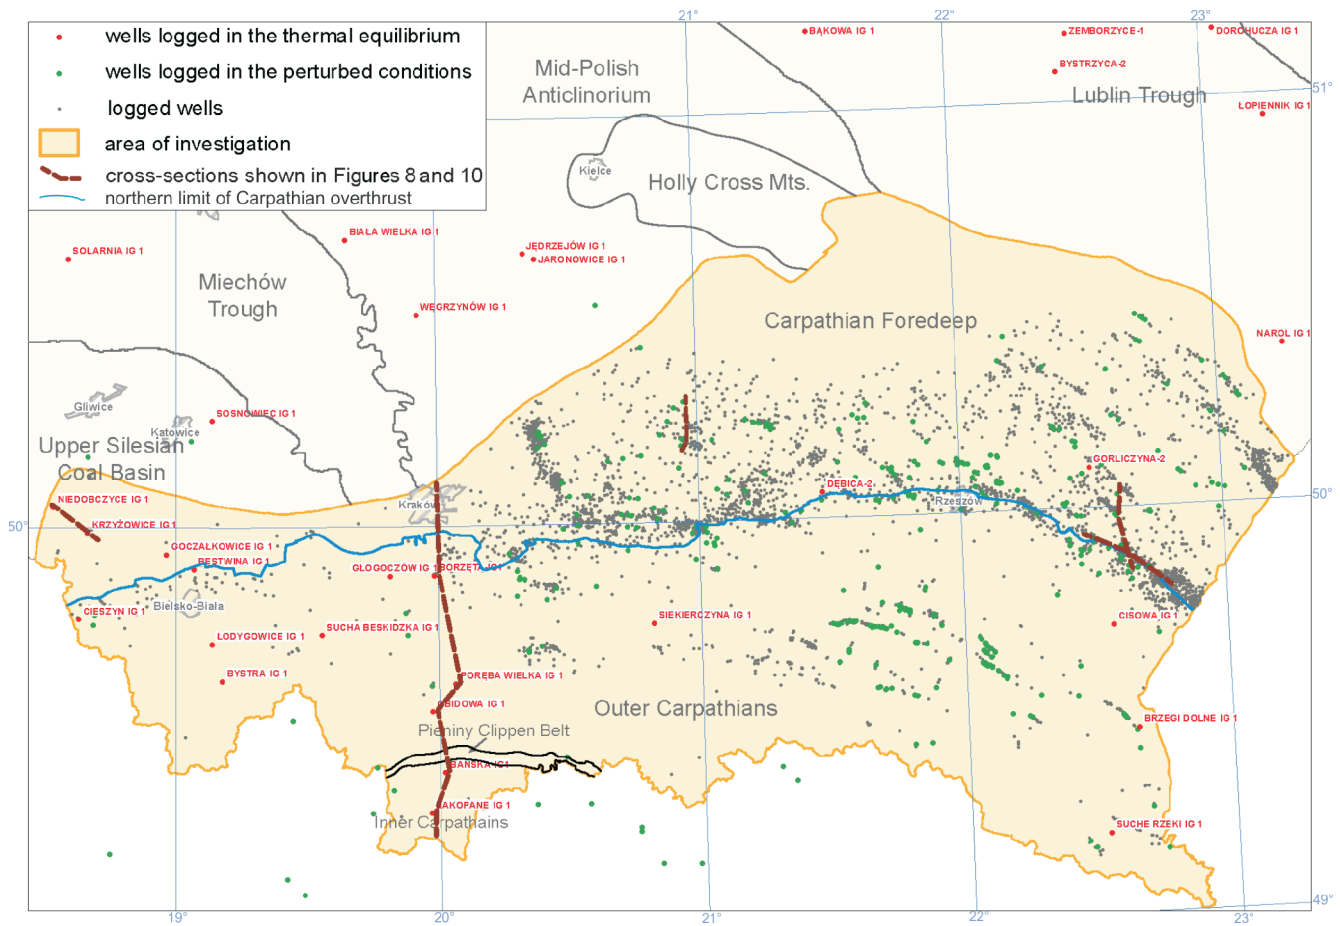 21°
22°
23°
wells logged in the thermal equilibrium
wells logged in the perturbed conditions
logged wells
area of investigation
cross-sections shown in Figures 8 and 10
northern limit of Carpathian overthrust
BĄKOWA IG 1
ZEMBORZYCE-1
DOROHUCZA IG 1
BYSTRZYCA-2
Mid-Polish
Anticlinorium
Lublin Trough
51°
ŁOPIENNIK IG 1
Kielce
Holly Cross Mts.
BIAŁA WIELKA IG 1
SOLARNIA IG 1
JĘDRZEJÓW IG 1
JARONOWICE IG 1
Miechów
Trough
WĘGRZYNÓW IG 1
Carpathian Foredeep
NAROL IG 1
Gliwice
SOSNOWIEC IG 1
Katowice
Upper Silesian
Coal Basin
GORLICZYNA-2
DĘBICA-2
NIEDOBCZYCE IG 1
Kraków
Rzeszów
50°
50°
KRZYŻOWICE IG 1
GOCZAŁKOWICE IG 1
BESTWINA IG 1
GŁOGOCZÓW IG 1
BORZĘTA IG1
Bielsko-Biała
CIESZYN IG 1
SIEKIERCZYNA IG 1
CISOWA IG 1
SUCHA BESKIDZKA IG 1
ŁODYGOWICE IG 1
BYSTRA IG 1
PORĘBA WIELKA IG 1
OBIDOWA IG 1
Outer Carpathians
BRZEGI DOLNE IG 1
Pieniny Clippen Belt
BAŃSKA IG1
ZAKOPANE IG 1
Inner Carpathains
SUCHE RZEKI IG 1
49°
19°
20°
21°
22°
23°